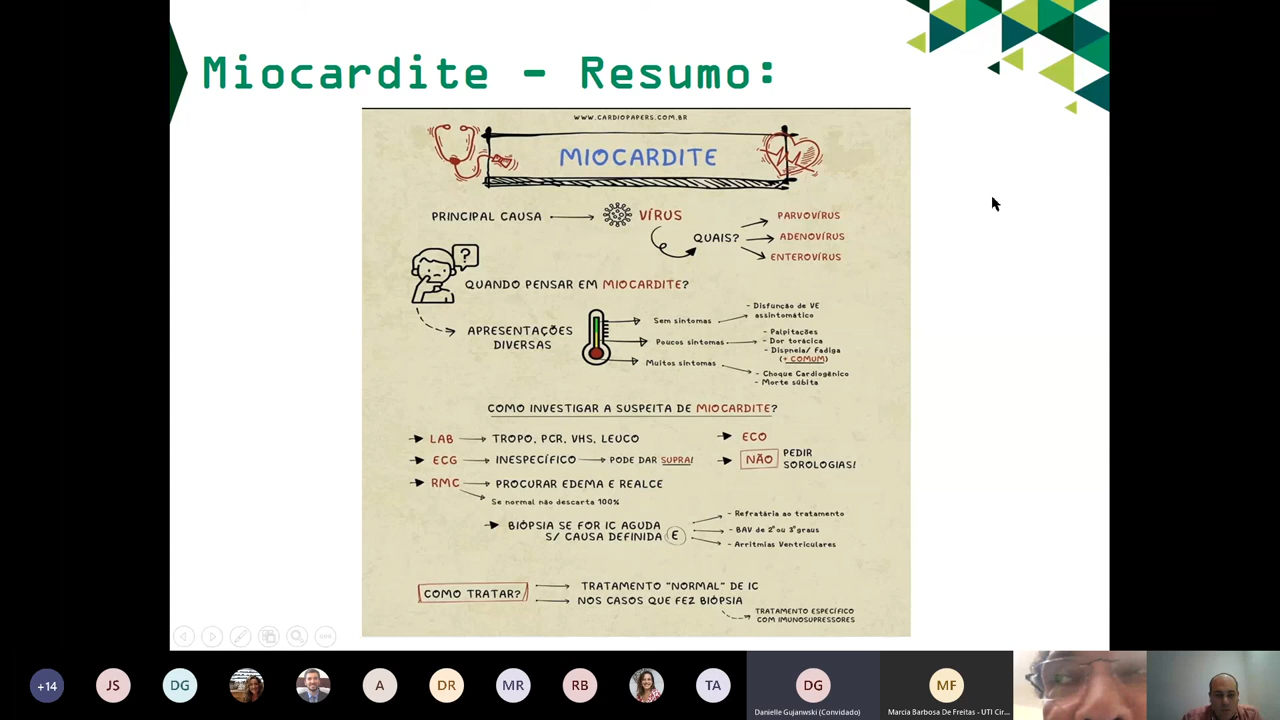 Miocardite - Resumo:
WWW.CARDIOPAPERS.COM.BR
MIOCARDITE
PRINCIPAL CAUSA
VÍRUS
QUAIS?
PARVOVÍRUS
ADENOVÍRUS
ENTEROVÍRUS
?
QUANDO PENSAR EM MIOCARDITE?
APRESENTAÇÕES
DIVERSAS
Sem sintomas
- Disfunção de VE
assintomático
Poucos sintomas
- Palpitações
- Dor torácica
- Dispneia/ Fadiga
(+ COMUM)
Muitos sintomas
- Choque Cardiogênico
- Morte súbita
COMO INVESTIGAR A SUSPEITA DE MIOCARDITE?
LAB
TROPO, PCR, VHS, LEUCO
ECG
INESPECÍFICO
PODE DAR SUPRA!
RMC
PROCURAR EDEMA E REALCE
Se normal não descarta 100%
ECO
NÃO
PEDIR
SOROLOGIAS!
BIÓPSIA SE FOR IC AGUDA
S/ CAUSA DEFINIDA E
- Refratária ao tratamento
- BAV de 2º ou 3º graus
- Arritmias Ventriculares
COMO TRATAR?
TRATAMENTO "NORMAL" DE IC
NOS CASOS QUE FEZ BIÓPSIA
TRATAMENTO ESPECÍFICO
COM IMUNOSUPRESSORES
+14
JS
DG
A
DR
MR
RB
TA
DG
Danielle Gujanwski (Convidado)
MF
Marcia Barbosa De Freitas - UTI Cir...